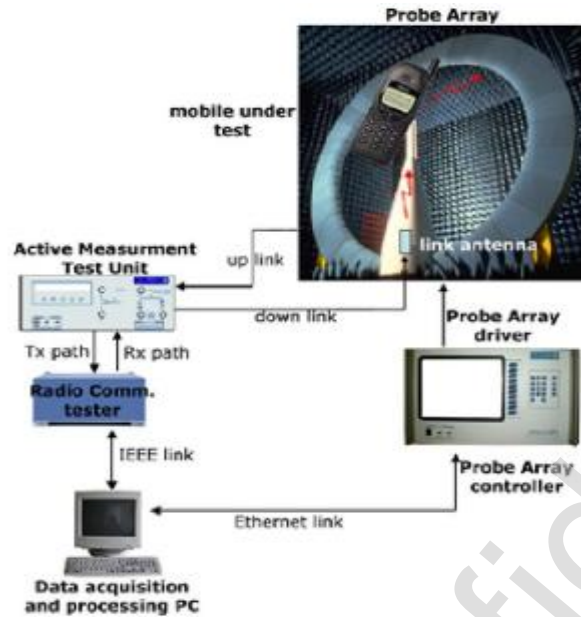 Probe Array
mobile under
test
link antenna
Active Measurment
Test Unit
up link
down link
Probe Array
driver
Tx path
Rx path
Radio Comm.
tester
IEEE link
Probe Array
controller
Ethernet link
Data acquisition
and processing PC